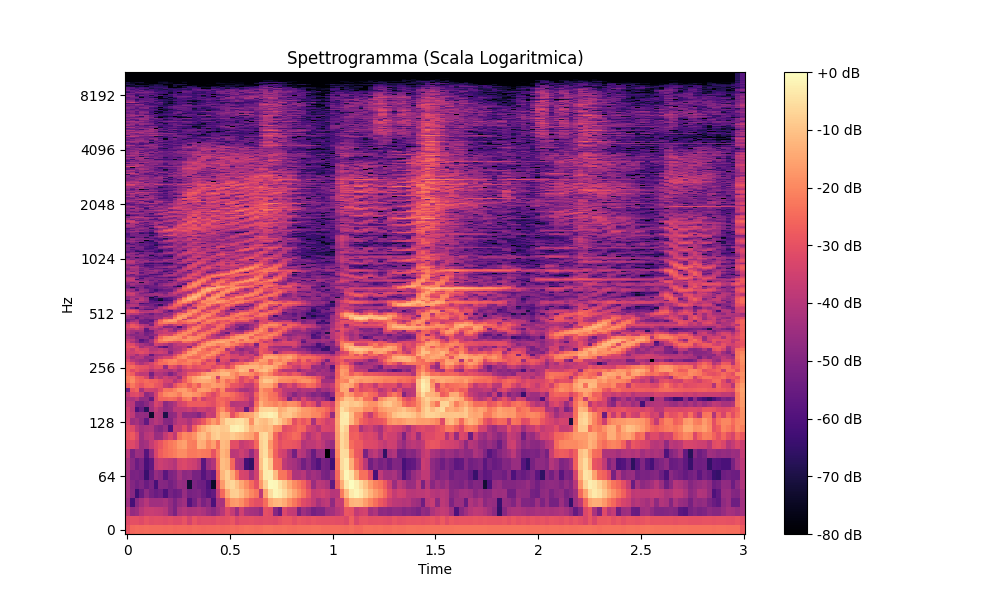 Spettrogramma (Scala Logaritmica)
8192
4096
2048
1024
512
256
128
64
0
Hz
0
0.5
1
1.5
2
2.5
3
Time
+0 dB
-10 dB
-20 dB
-30 dB
-40 dB
-50 dB
-60 dB
-70 dB
-80 dB